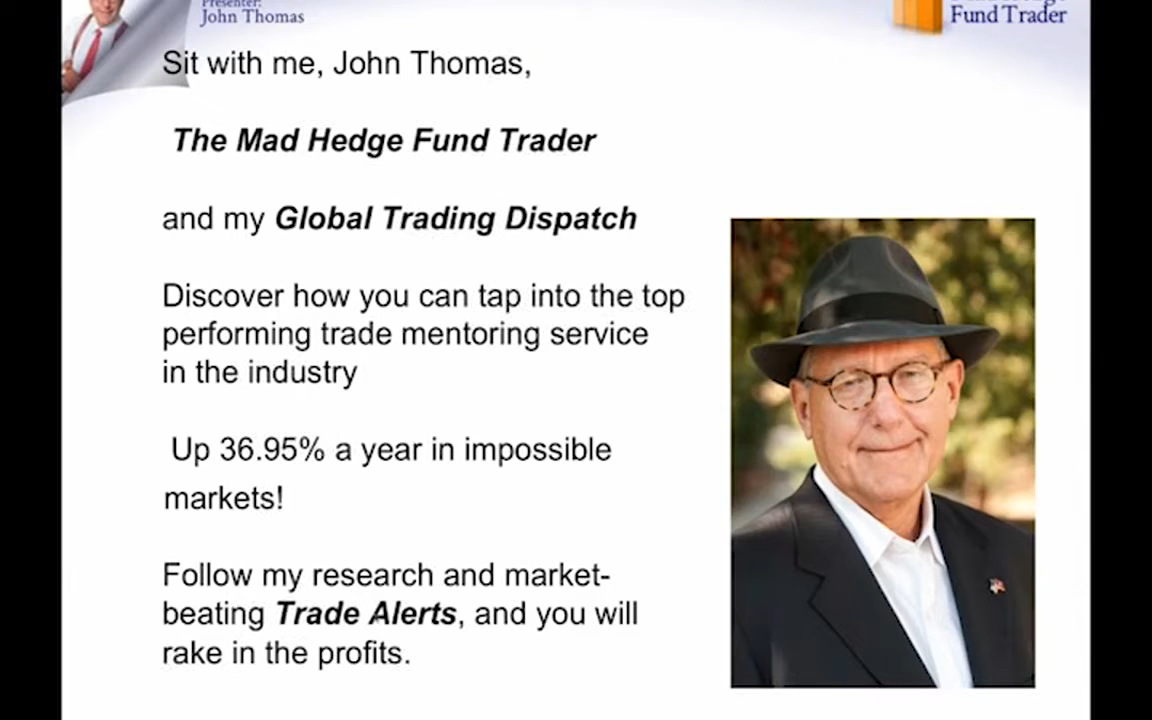 Presenter:
John Thomas
Fund Trader
Sit with me, John Thomas,
The Mad Hedge Fund Trader
and my Global Trading Dispatch
Discover how you can tap into the top
performing trade mentoring service
in the industry
Up 36.95% a year in impossible
markets!
Follow my research and market-
beating Trade Alerts, and you will
rake in the profits.